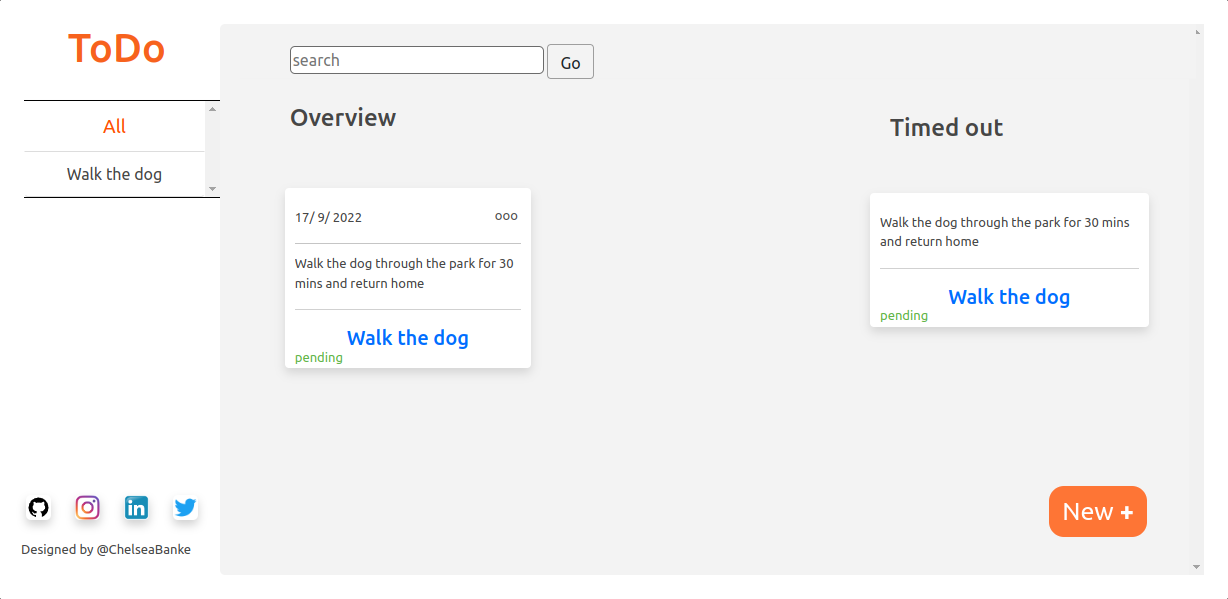 ToDo
All
Walk the dog
Designed by @ChelseaBanke
search
Go
Overview
17/ 9/ 2022
ooo
Walk the dog through the park for 30
mins and return home
Walk the dog
pending
Timed out
Walk the dog through the park for 30 mins
and return home
Walk the dog
pending
New +